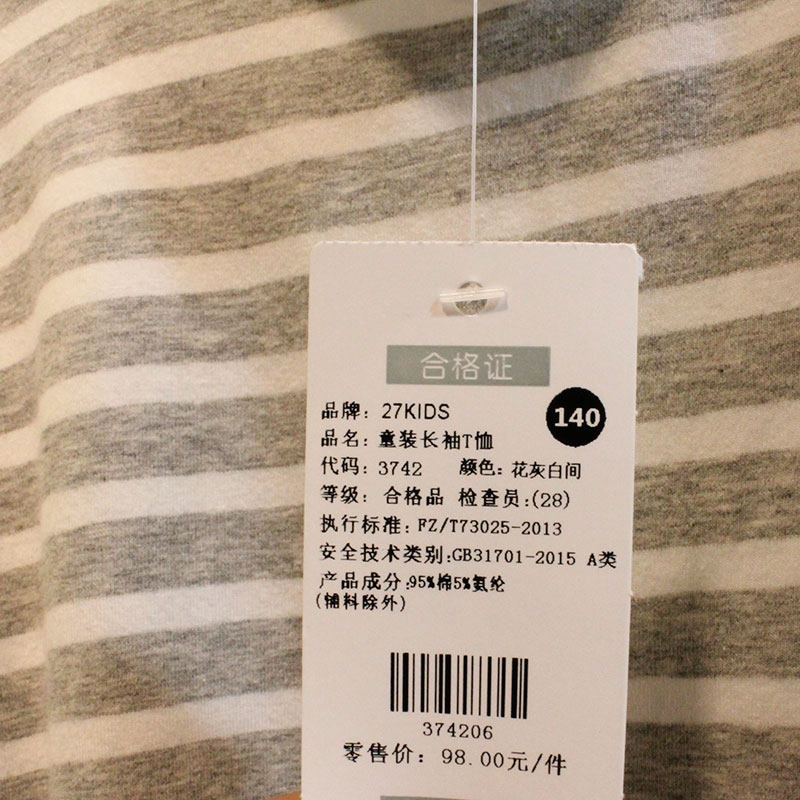 合格证
品牌: 27KIDS
140
品名: 童装长袖T恤
代码: 3742 颜色: 花灰白间
等级: 合格品 检查员:(28)
执行标准: FZ/T73025-2013
安全技术类别:GB31701-2015 A类
产品成分:95%棉5%氨纶
(辅料除外)
374206
零售价: 98.00元/件